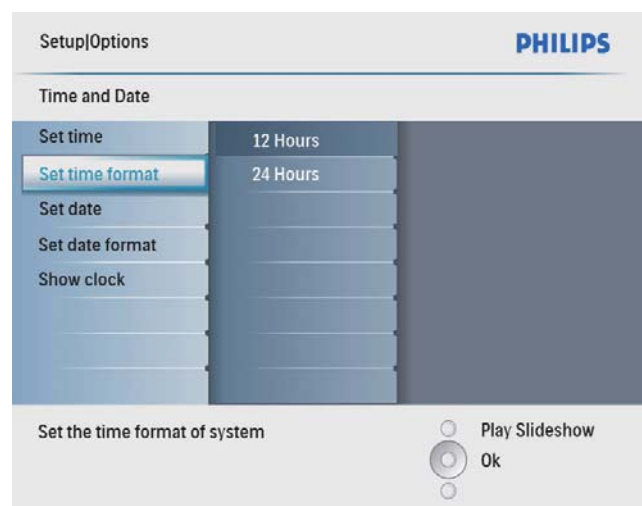 Setup|Options
PHILIPS
Time and Date
Set time
12 Hours
Set time format
24 Hours
Set date
Set date format
Show clock
Set the time format of system
Play Slideshow
Ok